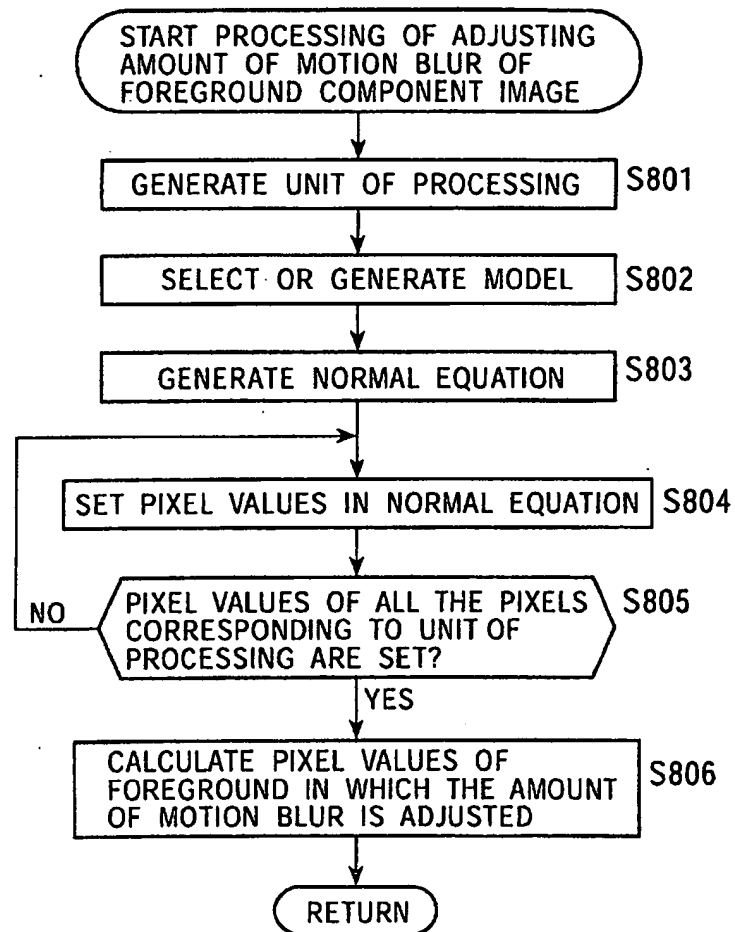 START PROCESSING OF ADJUSTING
AMOUNT OF MOTION BLUR OF
FOREGROUND COMPONENT IMAGE
GENERATE UNIT OF PROCESSING
S801
SELECT OR GENERATE MODEL
S802
GENERATE NORMAL EQUATION
S803
SET PIXEL VALUES IN NORMAL EQUATION
S804
PIXEL VALUES OF ALL THE PIXELS
CORRESPONDING TO UNIT OF
PROCESSING ARE SET?
S805
NO
YES
CALCULATE PIXEL VALUES OF
FOREGROUND IN WHICH THE AMOUNT
OF MOTION BLUR IS ADJUSTED
S806
RETURN